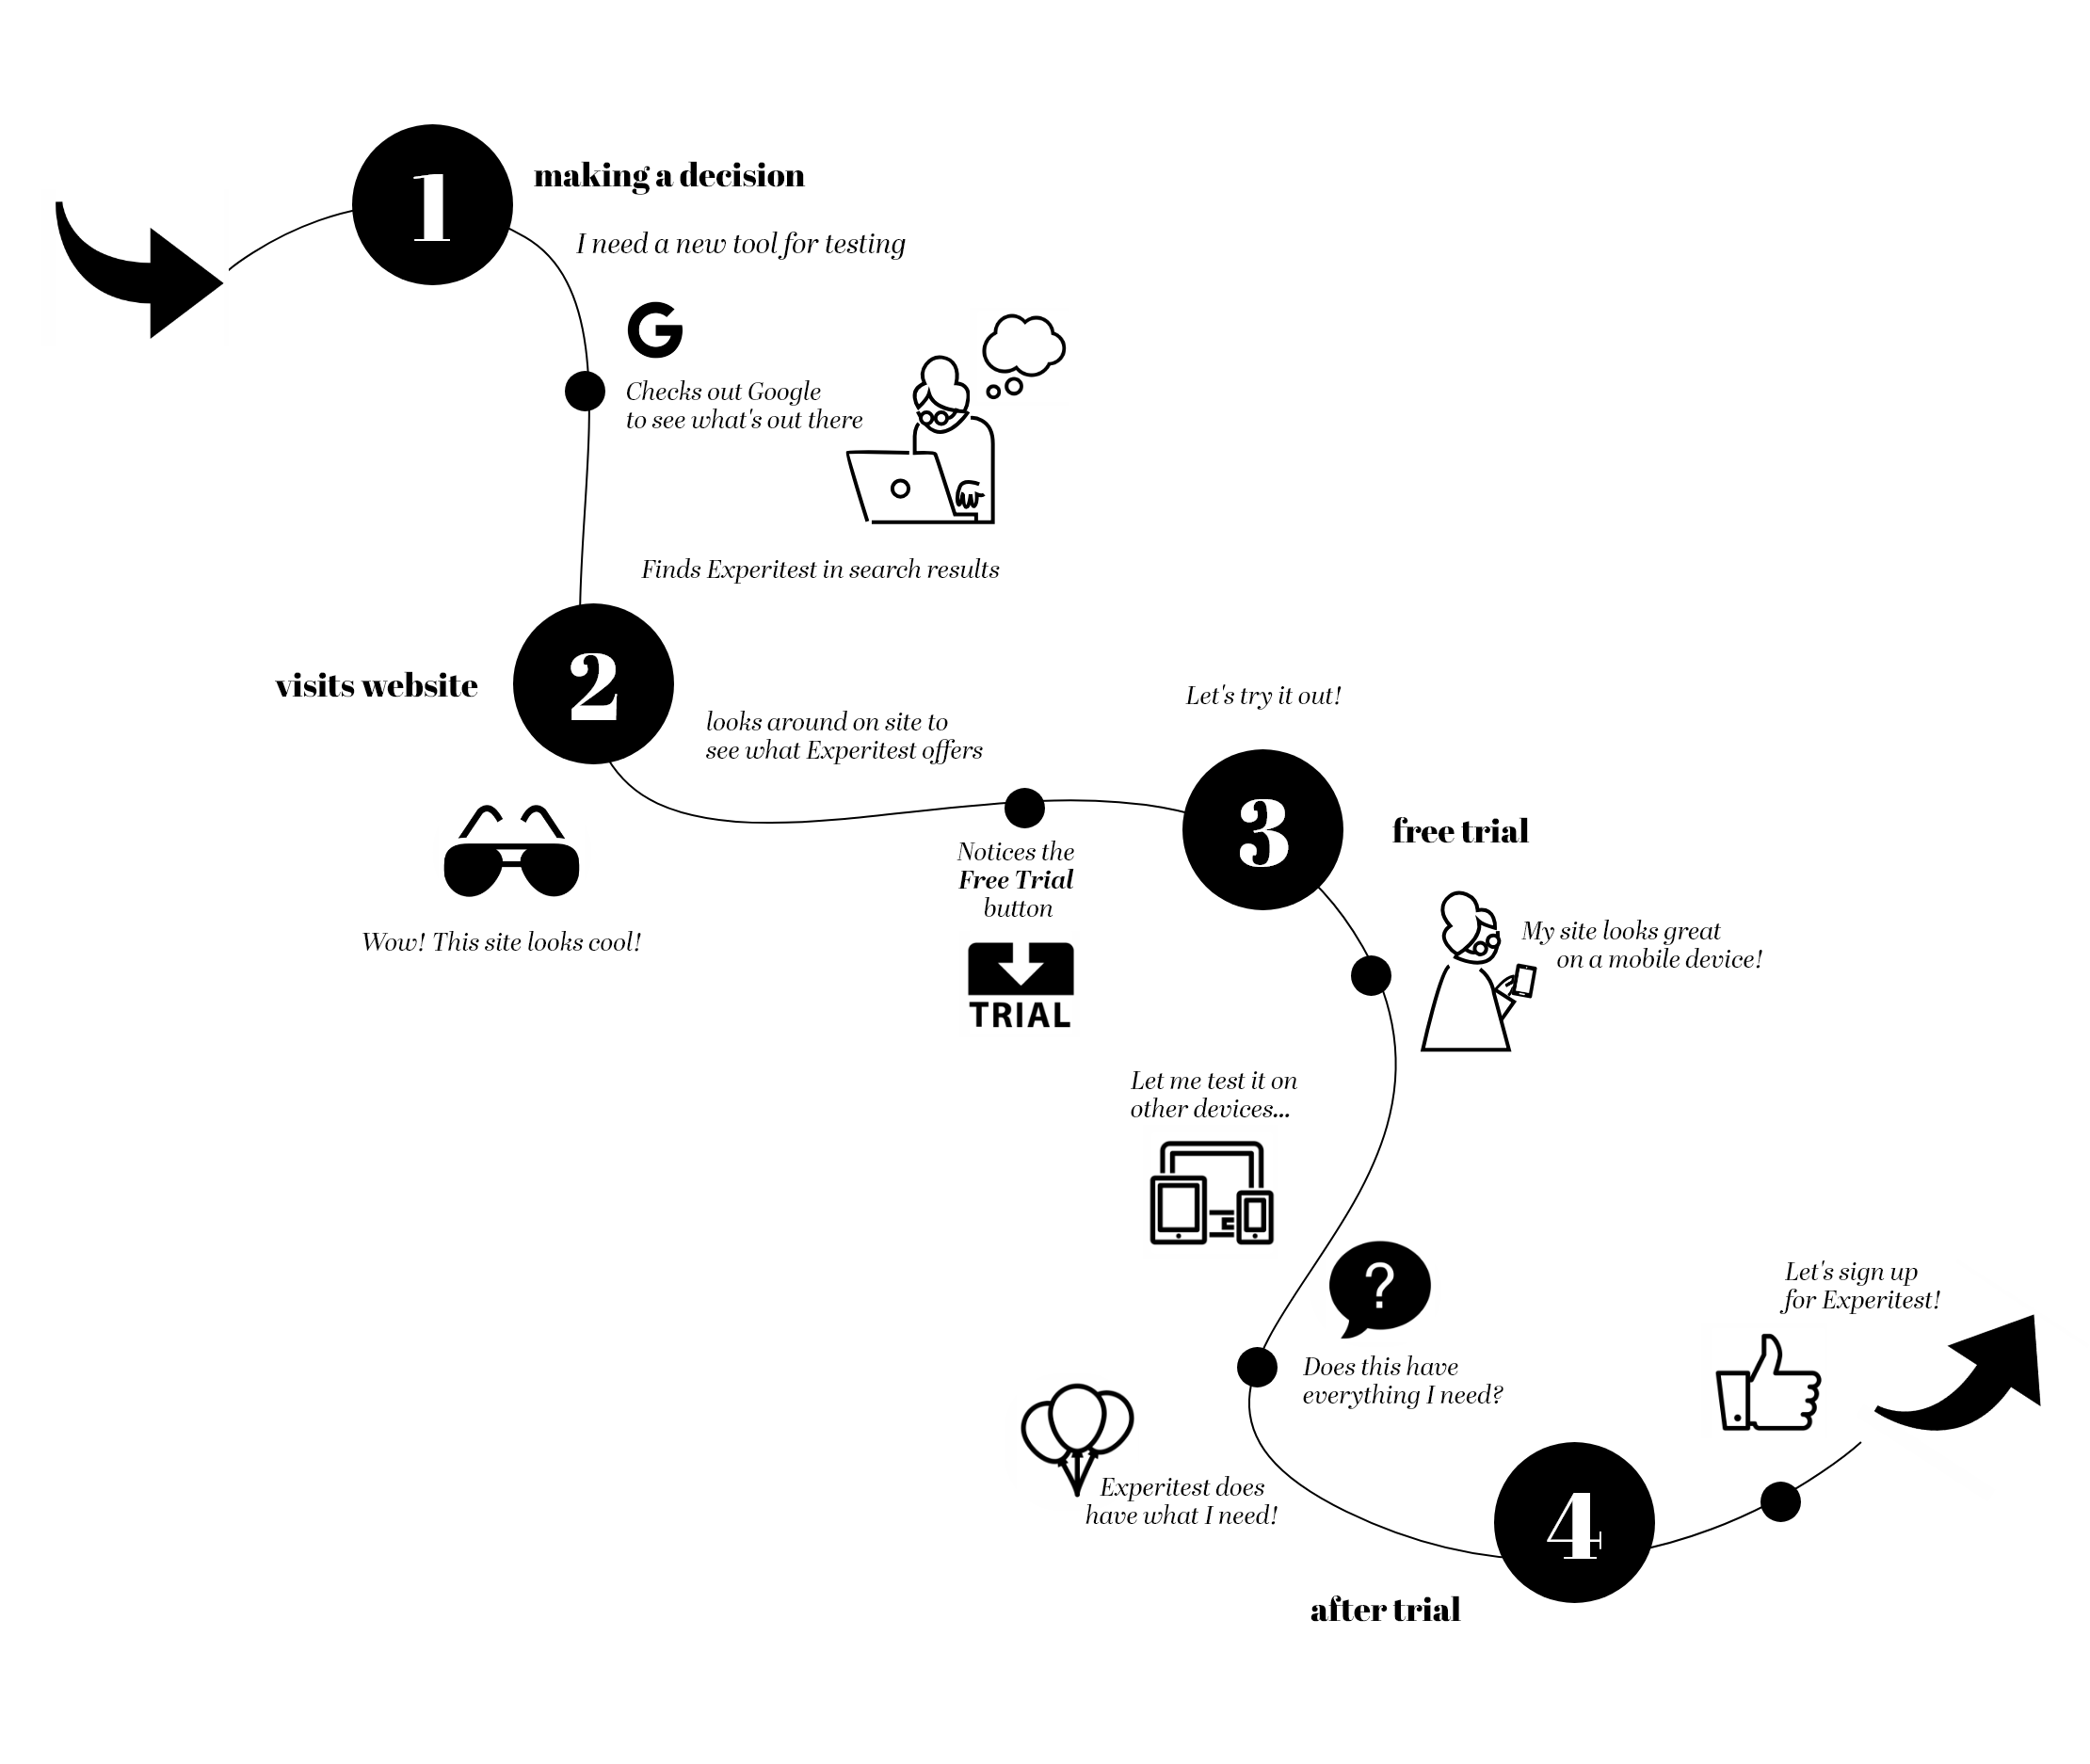 1
making a decision
I need a new tool for testing
G
Checks out Google
to see what's out there
Finds Experitest in search results
2
visits website
looks around on site to
see what Experitest offers
Wow! This site looks cool!
Notices the
Free Trial
button
TRIAL
Let's try it out!
3
free trial
My site looks great
on a mobile device!
Let me test it on
other devices...
?
Does this have
everything I need?
Experitest does
have what I need!
4
after trial
Let's sign up
for Experitest!